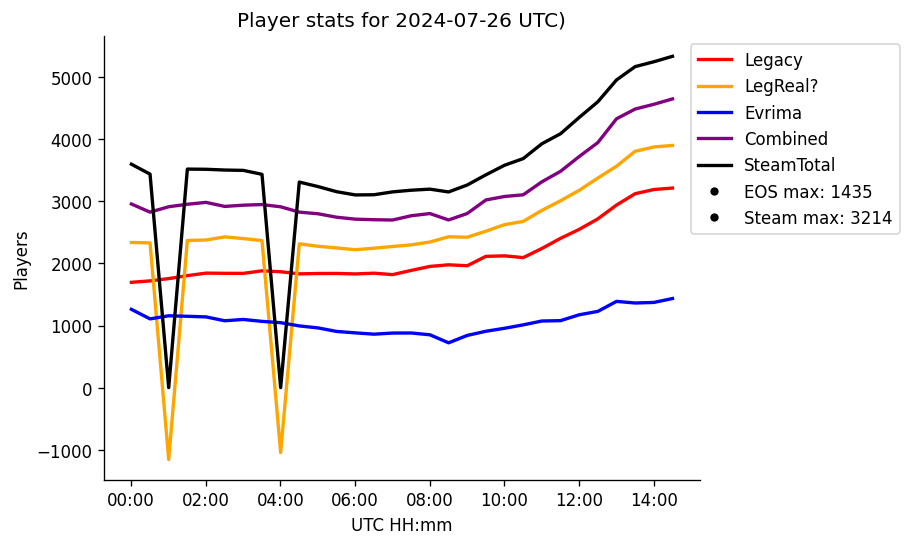 Player stats for 2024-07-26 UTC)
Legacy
LegReal?
Evrima
Combined
SteamTotal
EOS max: 1435
Steam max: 3214
Players
5000
4000
3000
2000
1000
0
−1000
00:00 02:00 04:00 06:00 08:00 10:00 12:00 14:00
UTC HH:mm